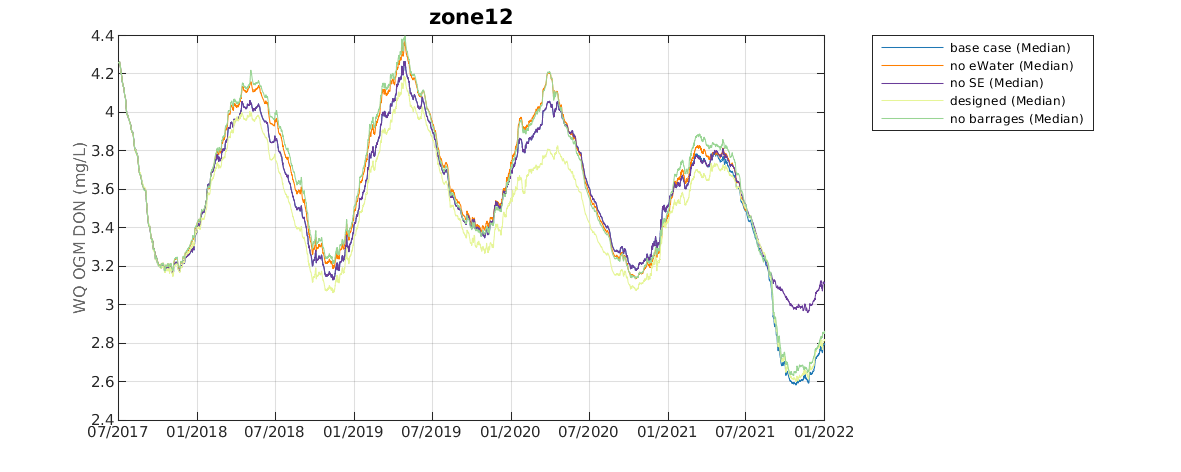 zone12
WQ OGM DON (mg/L)
4.4
4.2
4
3.8
3.6
3.4
3.2
3
2.8
2.6
2.4
07/2017 01/2018 07/2018 01/2019 07/2019 01/2020 07/2020 01/2021 07/2021 01/2022
base case (Median)
no eWater (Median)
no SE (Median)
designed (Median)
no barrages (Median)